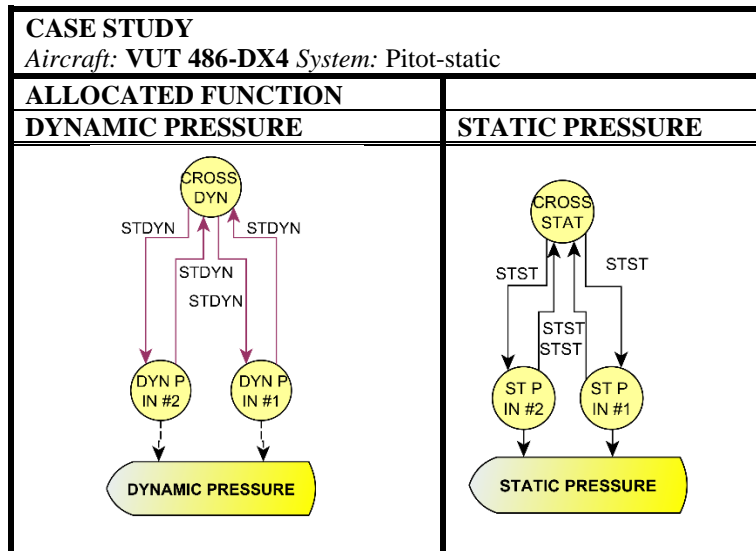 CASE STUDY
Aircraft: VUT 486-DX4 System: Pitot-static
ALLOCATED FUNCTION
DYNAMIC PRESSURE
STATIC PRESSURE
CROSS
DYN
STDYN
STDYN
STDYN
STDYN
DYN P
IN #2
DYN P
IN #1
DYNAMIC PRESSURE
CROSS
STAT
STST
STST
STST
STST
ST P
IN #2
ST P
IN #1
STATIC PRESSURE